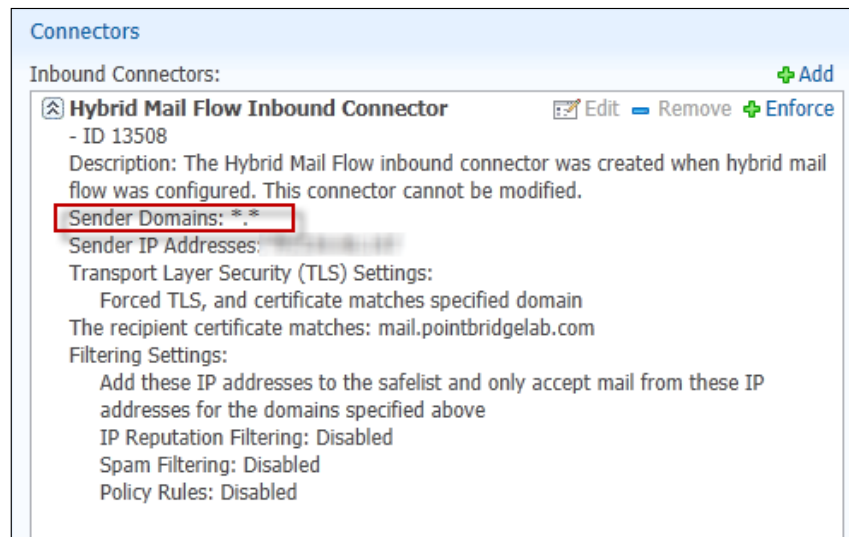 Connectors
Inbound Connectors: Add
Hybrid Mail Flow Inbound Connector Edit Remove Enforce
- ID 13508
Description: The Hybrid Mail Flow inbound connector was created when hybrid mail
flow was configured. This connector cannot be modified.
Sender Domains: *.*
Sender IP Addresses:
Transport Layer Security (TLS) Settings:
Forced TLS, and certificate matches specified domain
The recipient certificate matches: mail.pointbridgelab.com
Filtering Settings:
Add these IP addresses to the safelist and only accept mail from these IP
addresses for the domains specified above
IP Reputation Filtering: Disabled
Spam Filtering: Disabled
Policy Rules: Disabled